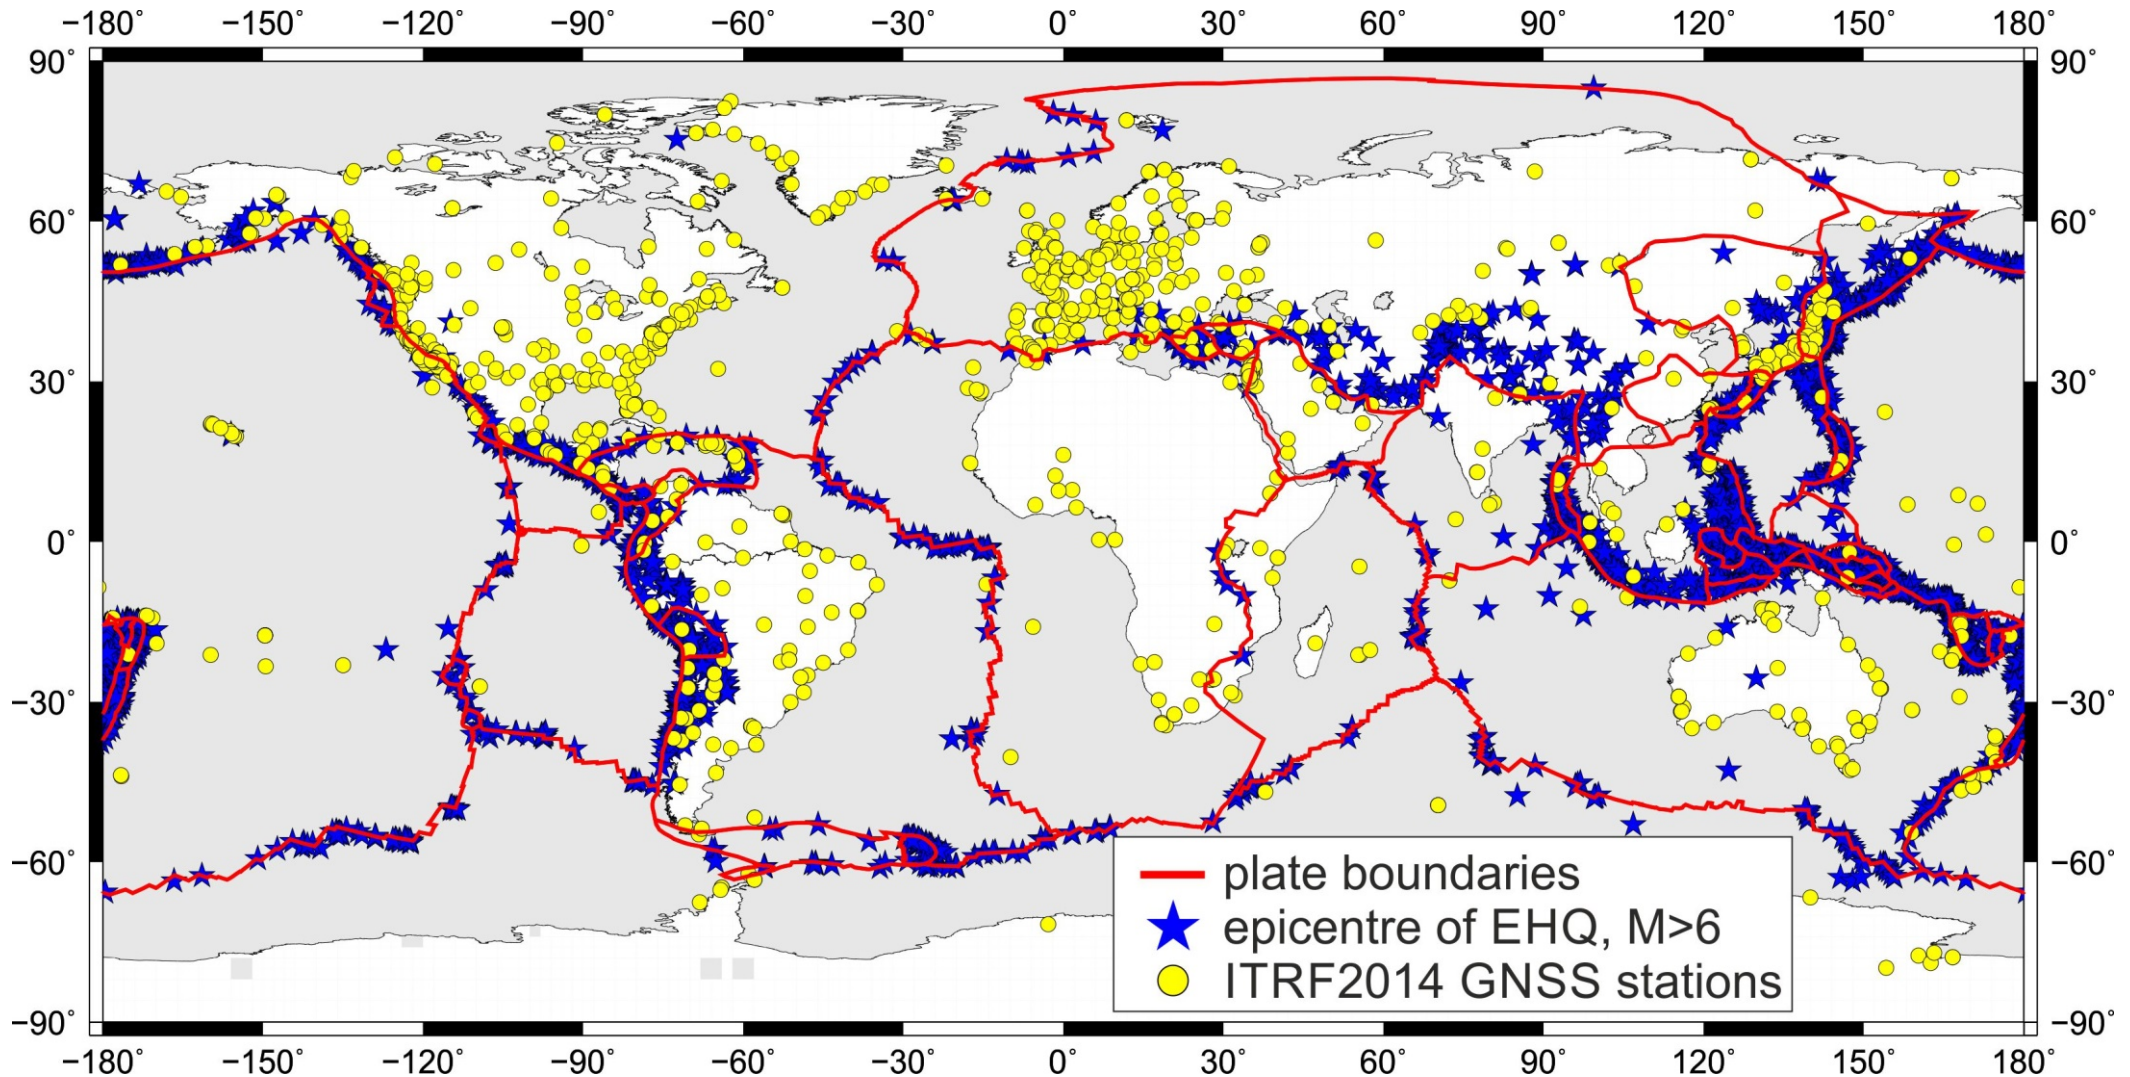 −180° −150° −120° −90° −60° −30° 0° 30° 60° 90° 120° 150° 180°
90° 90°
60° 60°
30° 30°
0° 0°
−30° −30°
plate boundaries
−60° −60°
epicentre of EHQ, M>6
ITRF2014 GNSS stations
−90° −90°
−180° −150° −120° −90° −60° −30° 0° 30° 60° 90° 120° 150° 180°